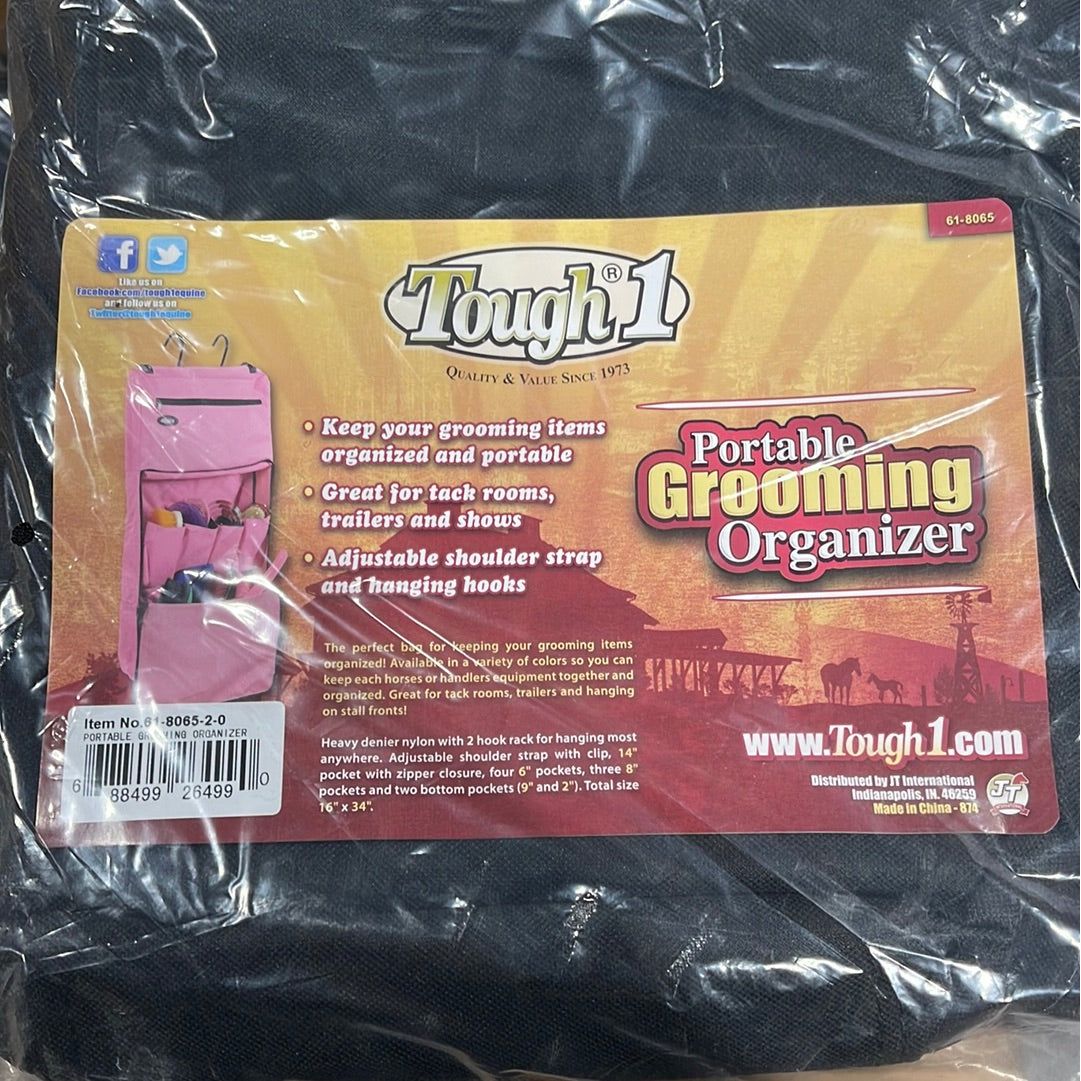 61-8065
f
Like us on
Facebook.com/tough1equine
and follow us on
Twitter@tough1equine
Tough® 1
QUALITY & VALUE SINCE 1973
• Keep your grooming items
organized and portable
• Great for tack rooms,
trailers and shows
• Adjustable shoulder strap
and hanging hooks
Portable
Grooming
Organizer
The perfect bag for keeping your grooming items
organized! Available in a variety of colors so you can
keep each horses or handlers equipment together and
organized. Great for tack rooms, trailers and hanging
on stall fronts!
Heavy denier nylon with 2 hook rack for hanging most
anywhere. Adjustable shoulder strap with clip, 14"
pocket with zipper closure, four 6" pockets, three 8"
pockets and two bottom pockets (9" and 2"). Total size
16" x 34".
Item No.61-8065-2-0
PORTABLE GROOMING ORGANIZER
6 88499 26499 0
www.Tough1.com
Distributed by JT International
Indianapolis, IN. 46259
Made in China - 874
JT